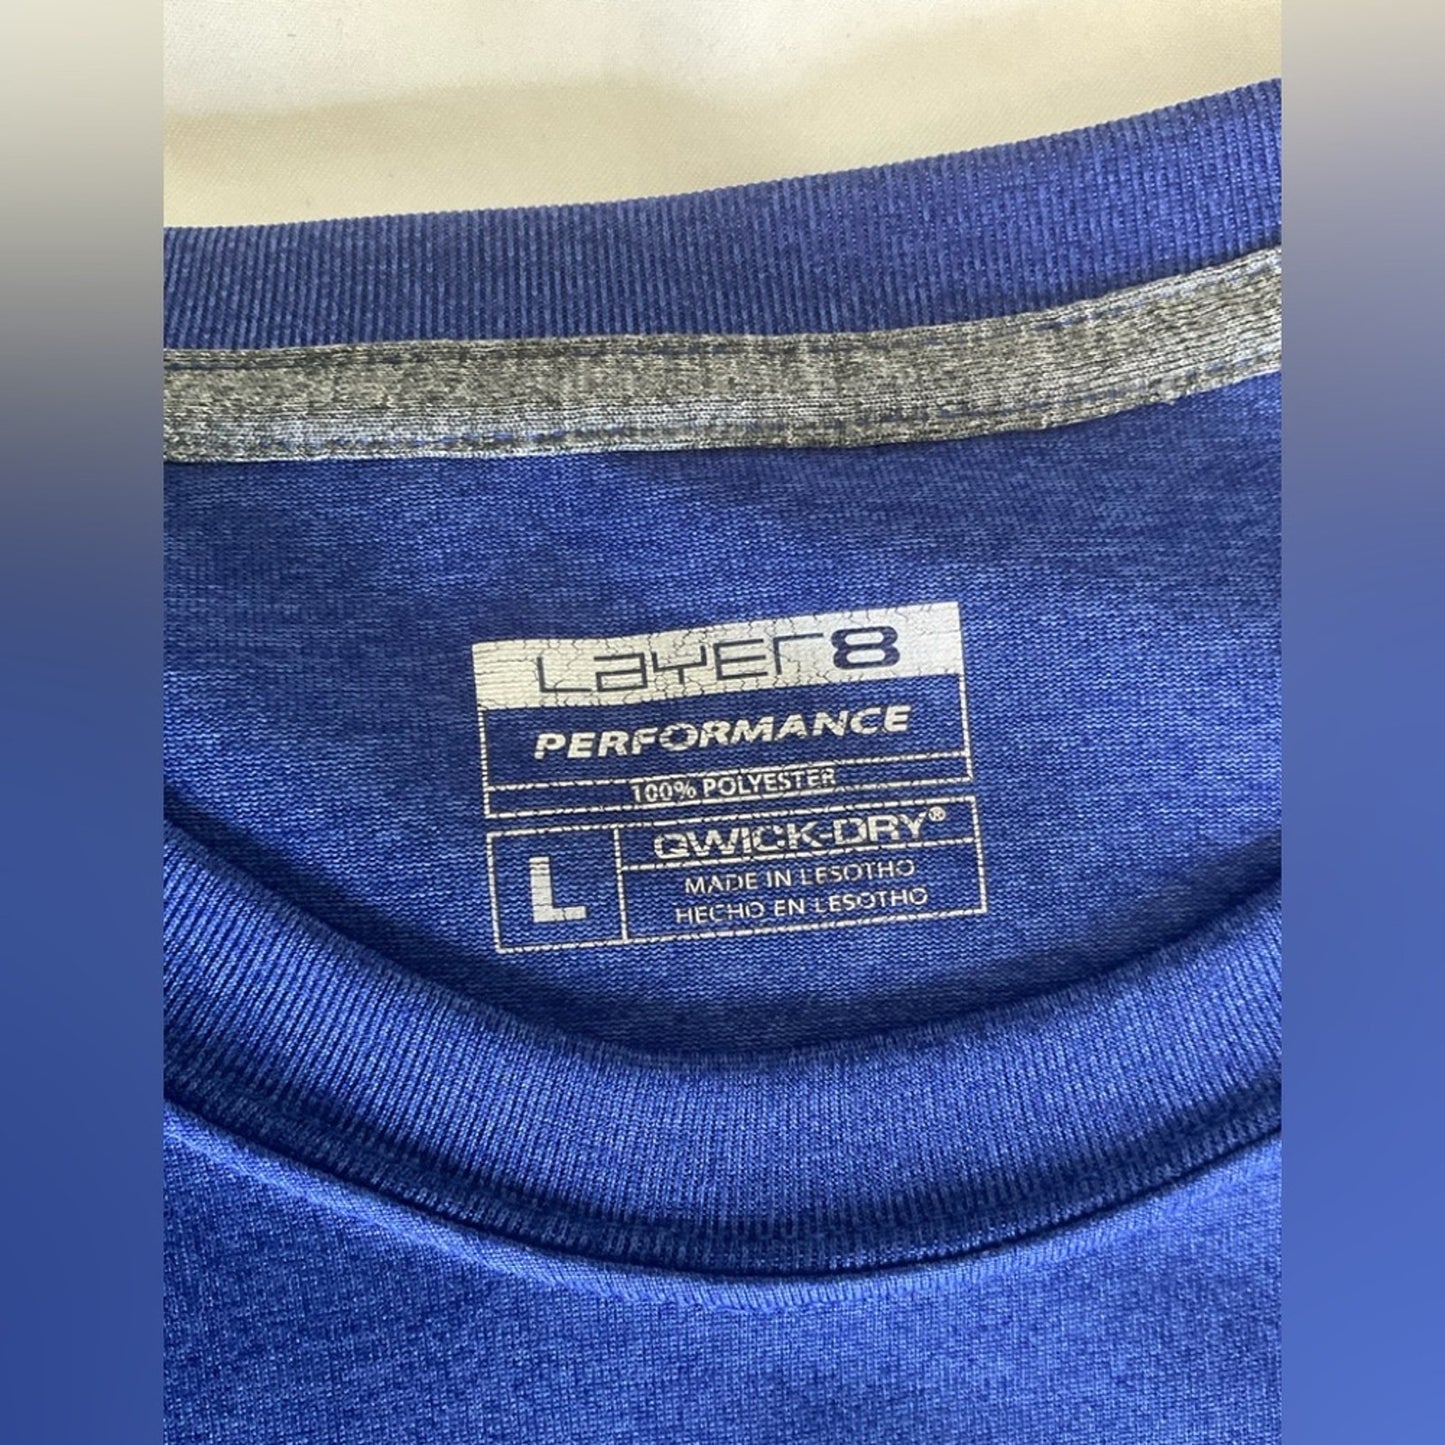 Layer8
PERFORMANCE
100% POLYESTER
L
QWICK-DRY®
MADE IN LESOTHO
HECHO EN LESOTHO